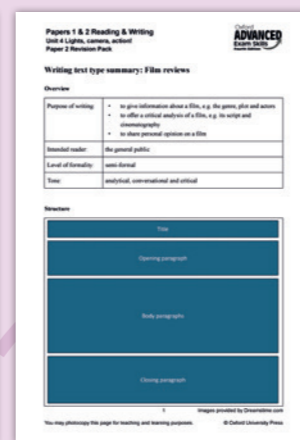 Papers 1 & 2 Reading & Writing
Unit 4 Lights, camera, action!
Paper 2 Revision Pack
Oxford
ADVANCED
Exam Skills
Writing text type summary: Film reviews
Overview
Purpose of writing:
• to give information about a film, e.g. the genre, plot and actors
• to offer a critical analysis of a film, e.g. its script and
cinematography
• to share personal opinion on a film
Intended reader:
the general public
Level of formality:
semi-formal
Tone:
analytical, conversational and critical
Structure
Title
Opening paragraph
Body paragraphs
Closing paragraph
1
Images provided by Dreamstime.com
You may photocopy this page for teaching and learning purposes.
© Oxford University Press